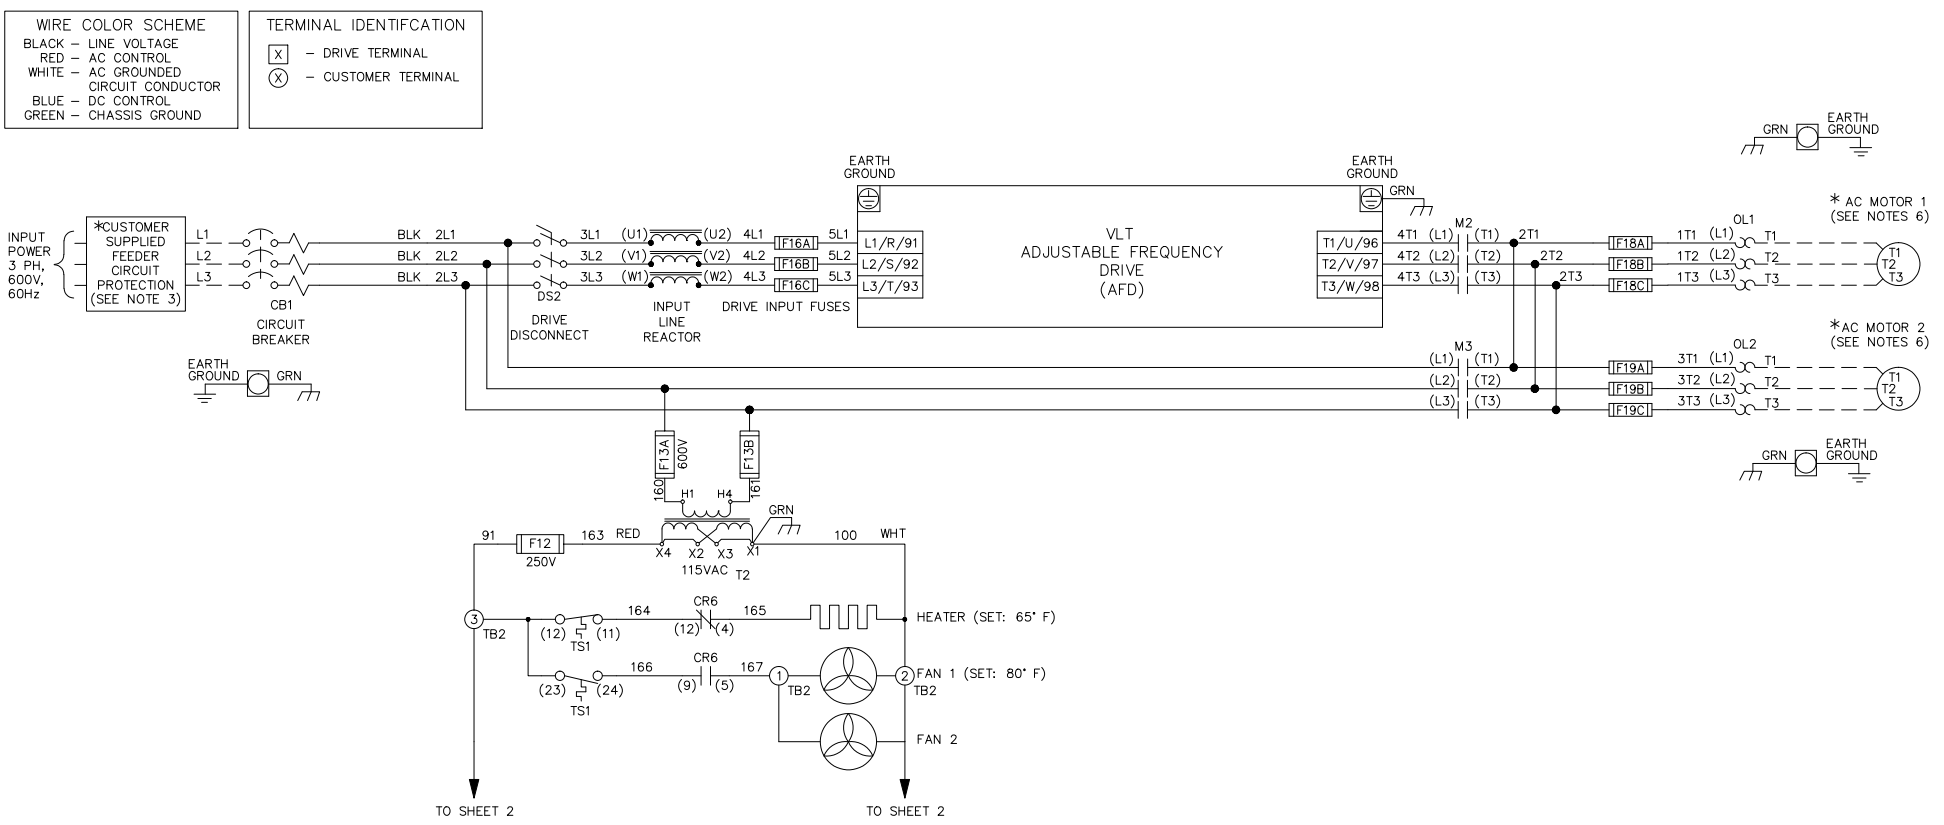 WIRE COLOR SCHEME
BLACK – LINE VOLTAGE
RED – AC CONTROL
WHITE – AC GROUNDED
CIRCUIT CONDUCTOR
BLUE – DC CONTROL
GREEN – CHASSIS GROUND
TERMINAL IDENTIFCATION
X – DRIVE TERMINAL
X – CUSTOMER TERMINAL
GRN
EARTH
GROUND
EARTH
GROUND
EARTH
GROUND
GRN
INPUT
POWER
3 PH,
600V,
60Hz
*CUSTOMER
SUPPLIED
FEEDER
CIRCUIT
PROTECTION
(SEE NOTE 3)
L1
L2
L3
CB1
CIRCUIT
BREAKER
BLK 2L1
BLK 2L2
BLK 2L3
DS2
DRIVE
DISCONNECT
3L1 (U1) (U2) 4L1 F16A 5L1 L1/R/91
3L2 (V1) (V2) 4L2 F16B 5L2 L2/S/92
3L3 (W1) (W2) 4L3 F16C 5L3 L3/T/93
INPUT
LINE
REACTOR
DRIVE INPUT FUSES
VLT
ADJUSTABLE FREQUENCY
DRIVE
(AFD)
M2
T1/U/96 4T1 (L1) (T1) 2T1 F18A 1T1 (L1) T1
T2/V/97 4T2 (L2) (T2) 2T2 F18B 1T2 (L2) T2
T3/W/98 4T3 (L3) (T3) 2T3 F18C 1T3 (L3) T3
OL1
* AC MOTOR 1
(SEE NOTES 6)
T1
T2
T3
M3
(L1) (T1) F19A 3T1 (L1) T1
(L2) (T2) F19B 3T2 (L2) T2
(L3) (T3) F19C 3T3 (L3) T3
OL2
*AC MOTOR 2
(SEE NOTES 6)
T1
T2
T3
EARTH
GROUND
GRN
GRN
EARTH
GROUND
F13A
600V
F13B
160
161
H1 H4
GRN
91 F12 163 RED
250V
X4 X2 X3 X1
115VAC T2
100 WHT
3
TB2
(12) (11)
TS1
164
CR6
(12) (4)
165
HEATER (SET: 65° F)
(23) (24)
TS1
166
CR6
(9) (5)
167
1
TB2
2
TB2
FAN 1 (SET: 80° F)
FAN 2
TO SHEET 2
TO SHEET 2